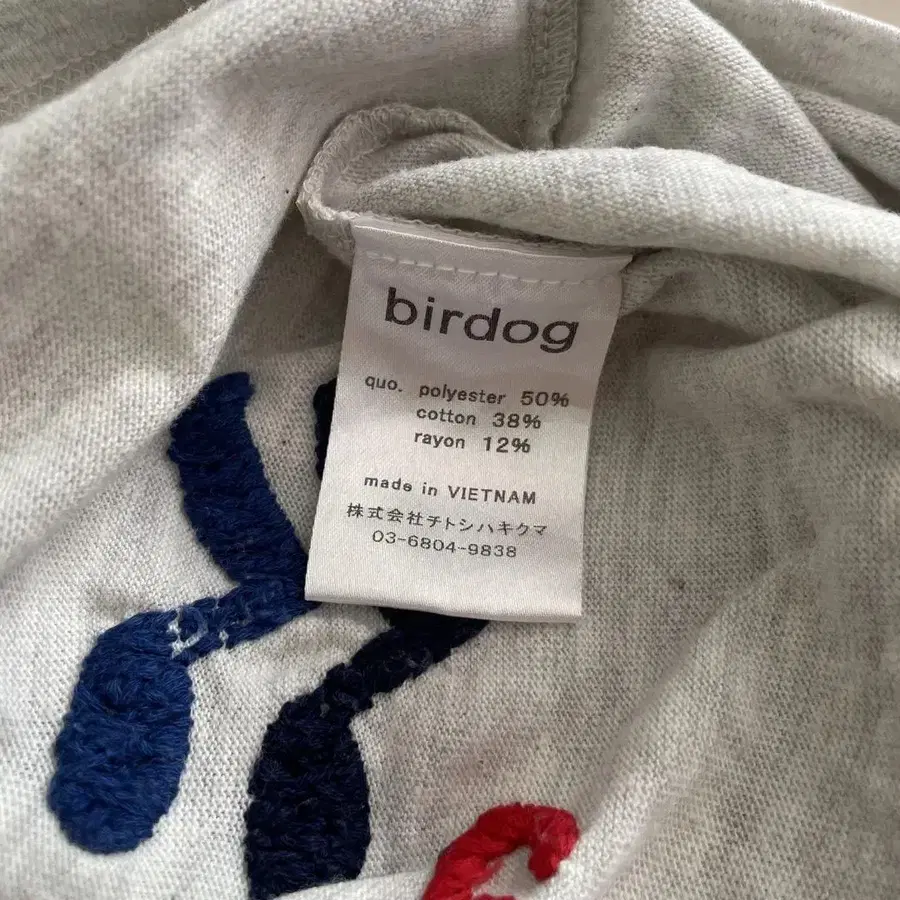 birdog
quo. polyester 50%
cotton 38%
rayon 12%
made in VIETNAM
株式会社チトシハキクマ
03-6804-9838